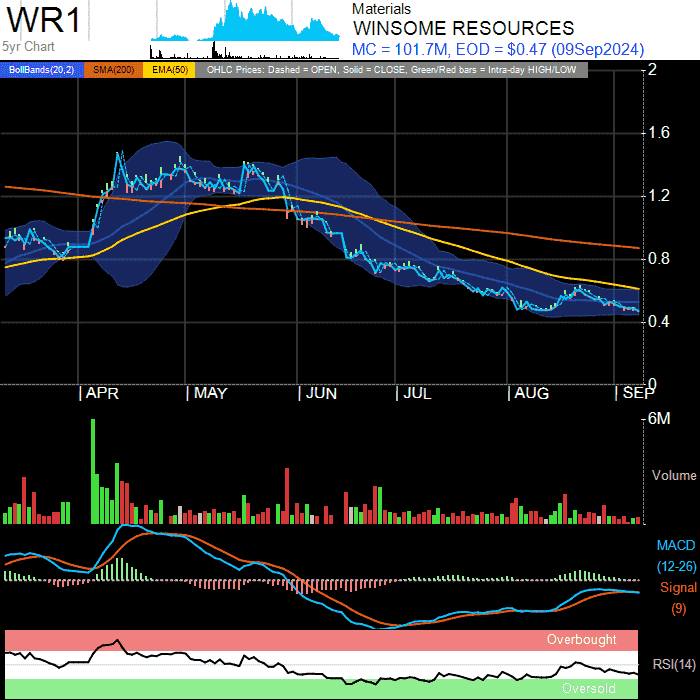 WR1
5yr Chart
Materials
WINSOME RESOURCES
MC = 101.7M, EOD = $0.47 (09Sep2024)
BollBands(20,2) SMA(200) EMA(50) OHLC Prices: Dashed = OPEN, Solid = CLOSE, Green/Red bars = Intra-day HIGH/LOW
2
1.6
1.2
0.8
0.4
0
APR MAY JUN JUL AUG SEP
6M
Volume
MACD
(12-26)
Signal
(9)
Overbought
RSI(14)
Oversold